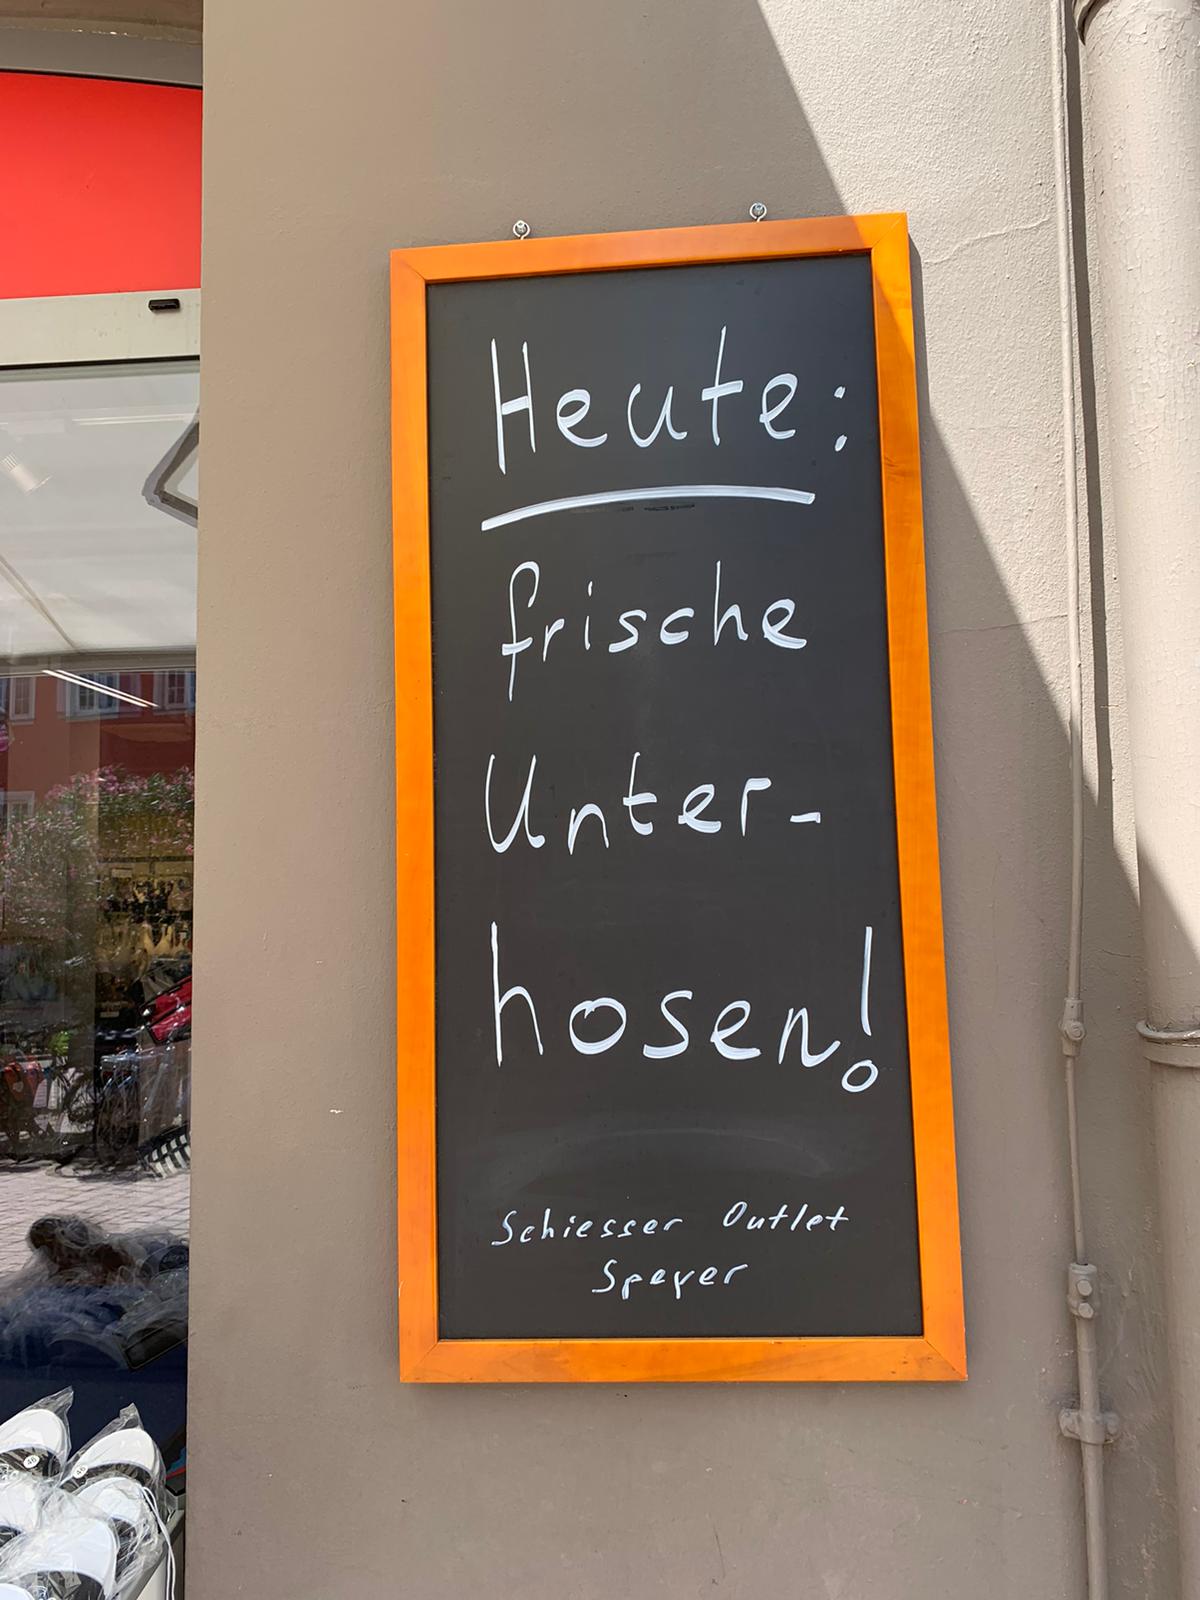 Heute:
frische
Unter-
hosen!
Schiesser Outlet
Speyer